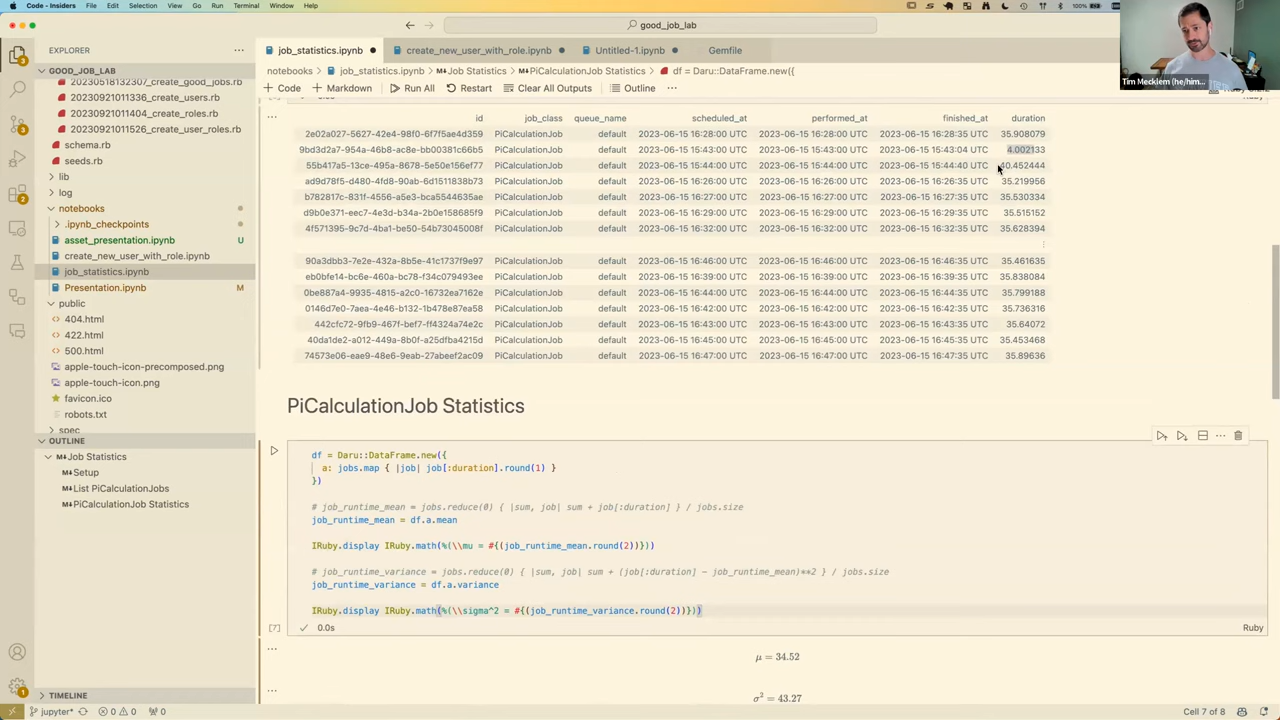 Code - Insiders File Edit Selection View Go Run Terminal Window Help
100%
good_job_lab
EXPLORER
job_statistics.ipynb
create_new_user_with_role.ipynb
Untitled-1.ipynb
Gemfile
Tim Mecklem (he/him...
GOOD_JOB_LAB
notebooks > job_statistics.ipynb > M↓Job Statistics > M↓PiCalculationJob Statistics > df = Daru::DataFrame.new({
20230518132307_create_good_jobs.rb
20230921011336_create_users.rb
20230921011404_create_roles.rb
20230921011526_create_user_roles.rb
schema.rb
seeds.rb
lib
log
notebooks
.ipynb_checkpoints
asset_presentation.ipynb U
create_new_user_with_role.ipynb
job_statistics.ipynb
Presentation.ipynb M
public
404.html
422.html
500.html
apple-touch-icon-precomposed.png
apple-touch-icon.png
favicon.ico
robots.txt
spec
OUTLINE
M↓Job Statistics
M↓Setup
M↓List PiCalculationJobs
M↓PiCalculationJob Statistics
TIMELINE
+ Code + Markdown Run All Restart Clear All Outputs Outline ...
id job_class queue_name scheduled_at performed_at finished_at duration
2e02a027-5627-42e4-98f0-6f7f5ae4d359 PiCalculationJob default 2023-06-15 16:28:00 UTC 2023-06-15 16:28:00 UTC 2023-06-15 16:28:35 UTC 35.908079
9bd3d2a7-954a-46b8-ac8e-bb00381c66b5 PiCalculationJob default 2023-06-15 15:43:00 UTC 2023-06-15 15:43:00 UTC 2023-06-15 15:43:04 UTC 4.002133
55b417a5-13ce-495a-8678-5e50e156ef77 PiCalculationJob default 2023-06-15 15:44:00 UTC 2023-06-15 15:44:00 UTC 2023-06-15 15:44:40 UTC 40.452444
ad9d78f5-d480-4fd8-90ab-6d1511838b73 PiCalculationJob default 2023-06-15 16:26:00 UTC 2023-06-15 16:26:00 UTC 2023-06-15 16:26:35 UTC 35.219956
b782817c-831f-4556-a5e3-bca5544635ae PiCalculationJob default 2023-06-15 16:27:00 UTC 2023-06-15 16:27:00 UTC 2023-06-15 16:27:35 UTC 35.530334
d9b0e371-eec7-4e3d-b34a-2b0e158685f9 PiCalculationJob default 2023-06-15 16:29:00 UTC 2023-06-15 16:29:00 UTC 2023-06-15 16:29:35 UTC 35.515152
4f571395-9c7d-4ba1-be50-54b73045008f PiCalculationJob default 2023-06-15 16:32:00 UTC 2023-06-15 16:32:00 UTC 2023-06-15 16:32:35 UTC 35.628394
⋮
90a3dbb3-7e2e-432a-8b5e-41c1737f9e97 PiCalculationJob default 2023-06-15 16:46:00 UTC 2023-06-15 16:46:00 UTC 2023-06-15 16:46:35 UTC 35.461635
eb0bfe14-bc6e-460a-bc78-f34c079493ee PiCalculationJob default 2023-06-15 16:39:00 UTC 2023-06-15 16:39:00 UTC 2023-06-15 16:39:35 UTC 35.838084
0be887a4-9935-4815-a2c0-16732ea7162e PiCalculationJob default 2023-06-15 16:44:00 UTC 2023-06-15 16:44:00 UTC 2023-06-15 16:44:35 UTC 35.799188
0146d7e0-7aea-4e46-b132-1b478e87ea58 PiCalculationJob default 2023-06-15 16:42:00 UTC 2023-06-15 16:42:00 UTC 2023-06-15 16:42:35 UTC 35.736316
442cfc72-9fb9-467f-bef7-ff4324a74e2c PiCalculationJob default 2023-06-15 16:43:00 UTC 2023-06-15 16:43:00 UTC 2023-06-15 16:43:35 UTC 35.64072
40da1de2-a012-449a-8b0f-a25dfba4215d PiCalculationJob default 2023-06-15 16:45:00 UTC 2023-06-15 16:45:00 UTC 2023-06-15 16:45:35 UTC 35.453468
74573e06-eae9-48e6-9eab-27abeef2ac09 PiCalculationJob default 2023-06-15 16:47:00 UTC 2023-06-15 16:47:00 UTC 2023-06-15 16:47:35 UTC 35.89636
PiCalculationJob Statistics
df = Daru::DataFrame.new({
a: jobs.map { |job| job[:duration].round(1) }
})
# job_runtime_mean = jobs.reduce(0) { |sum, job| sum + job[:duration] } / jobs.size
job_runtime_mean = df.a.mean
IRuby.display IRuby.math(%(\\mu = #{(job_runtime_mean.round(2))}))
# job_runtime_variance = jobs.reduce(0) { |sum, job| sum + (job[:duration] - job_runtime_mean)**2 } / jobs.size
job_runtime_variance = df.a.variance
IRuby.display IRuby.math(%(\\sigma^2 = #{(job_runtime_variance.round(2))}))
[7] 0.0s Ruby
μ = 34.52
σ² = 43.27
jupyter* 0 0 0 Cell 7 of 8